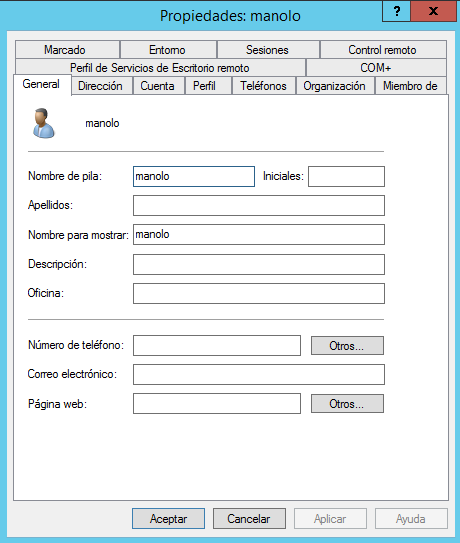 Propiedades: manolo
? x
Marcado Entorno Sesiones Control remoto
Perfil de Servicios de Escritorio remoto COM+
General Dirección Cuenta Perfil Teléfonos Organización Miembro de
manolo
Nombre de pila: manolo Iniciales:
Apellidos:
Nombre para mostrar: manolo
Descripción:
Oficina:
Número de teléfono: Otros...
Correo electrónico:
Página web: Otros...
Aceptar Cancelar Aplicar Ayuda